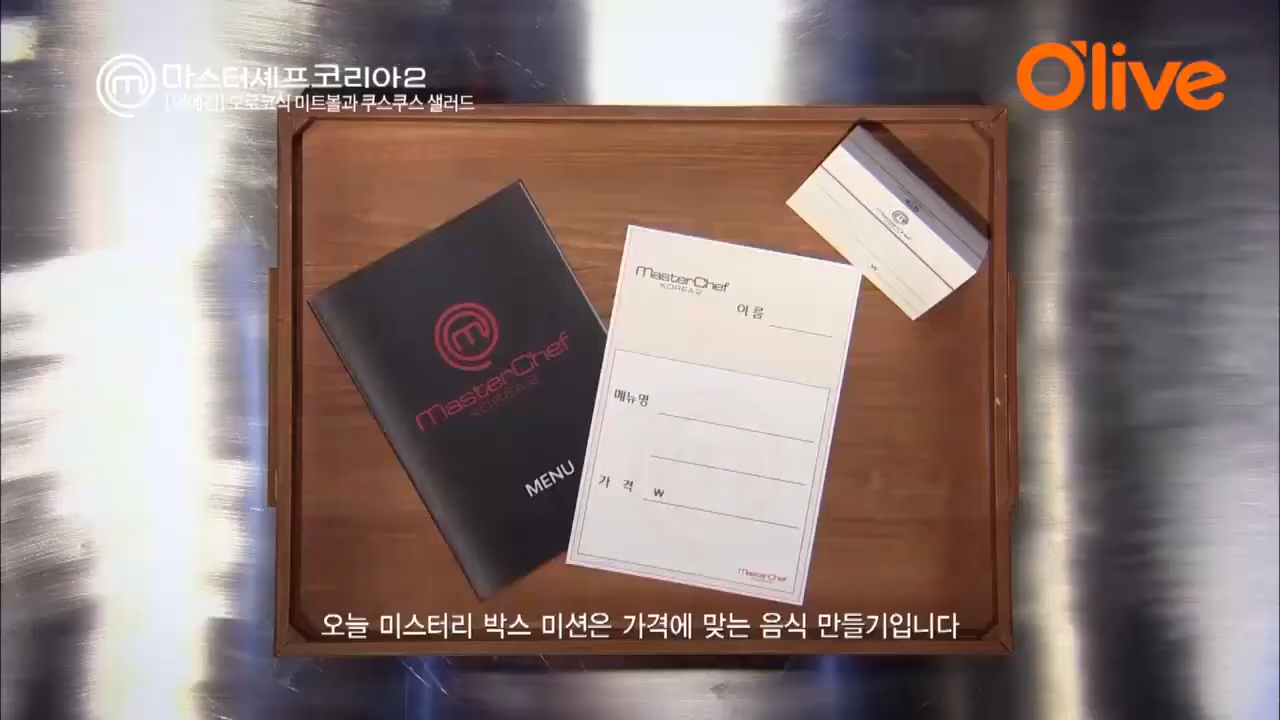 마스터셰프코리아2
모로코식 미트볼과 쿠스쿠스 샐러드
O'live
MasterChef
KOREA2
MENU
MasterChef
KOREA2
이 름
메뉴명
가 격 ₩
MasterChef
MasterChef
₩
오늘 미스터리 박스 미션은 가격에 맞는 음식 만들기입니다